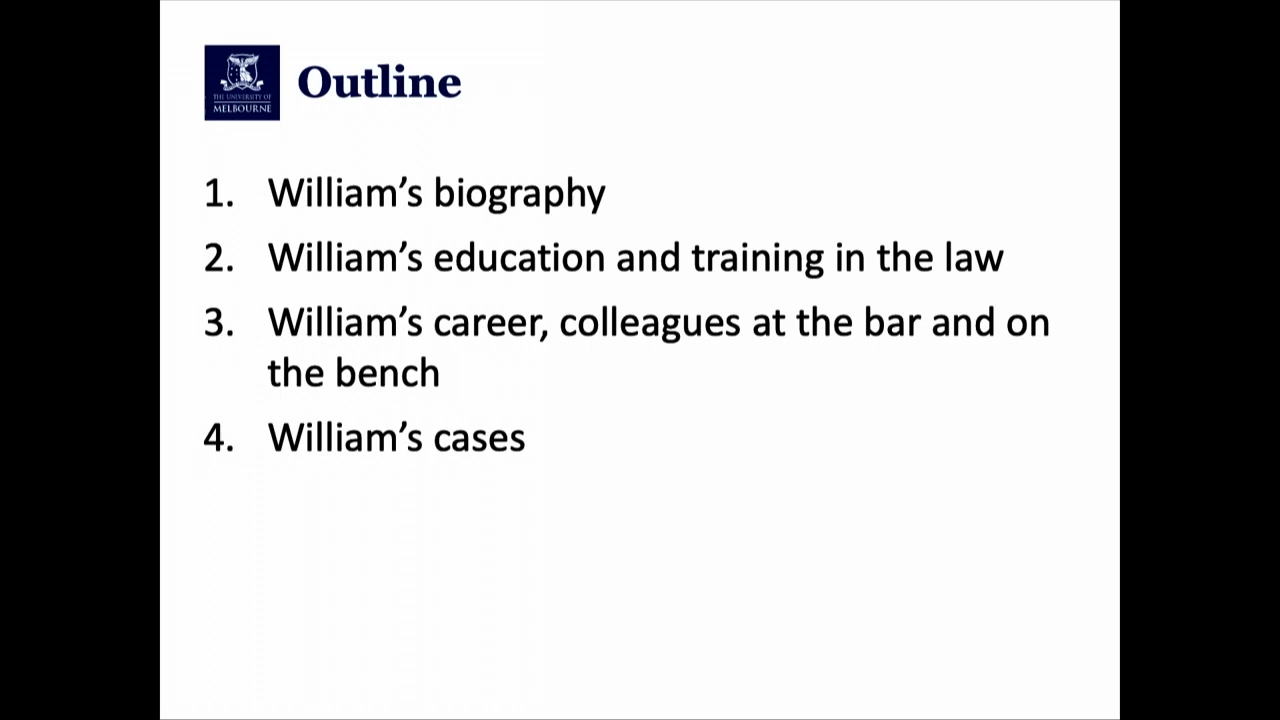 THE UNIVERSITY OF
MELBOURNE
Outline
1. William’s biography
2. William’s education and training in the law
3. William’s career, colleagues at the bar and on
the bench
4. William’s cases